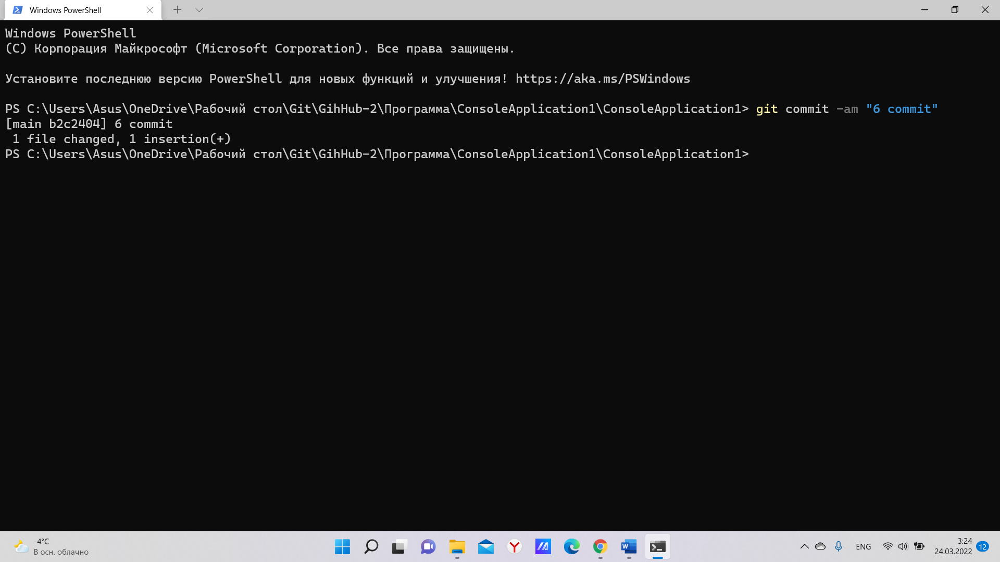 Windows PowerShell
Windows PowerShell
(C) Корпорация Майкрософт (Microsoft Corporation). Все права защищены.
Установите последнюю версию PowerShell для новых функций и улучшения! https://aka.ms/PSWindows
PS C:\Users\Asus\OneDrive\Рабочий стол\Git\GihHub-2\Программа\ConsoleApplication1\ConsoleApplication1> git commit -am "6 commit"
[main b2c2404] 6 commit
 1 file changed, 1 insertion(+)
PS C:\Users\Asus\OneDrive\Рабочий стол\Git\GihHub-2\Программа\ConsoleApplication1\ConsoleApplication1>
-4°C
В осн. облачно
ENG
3:24
24.03.2022
12